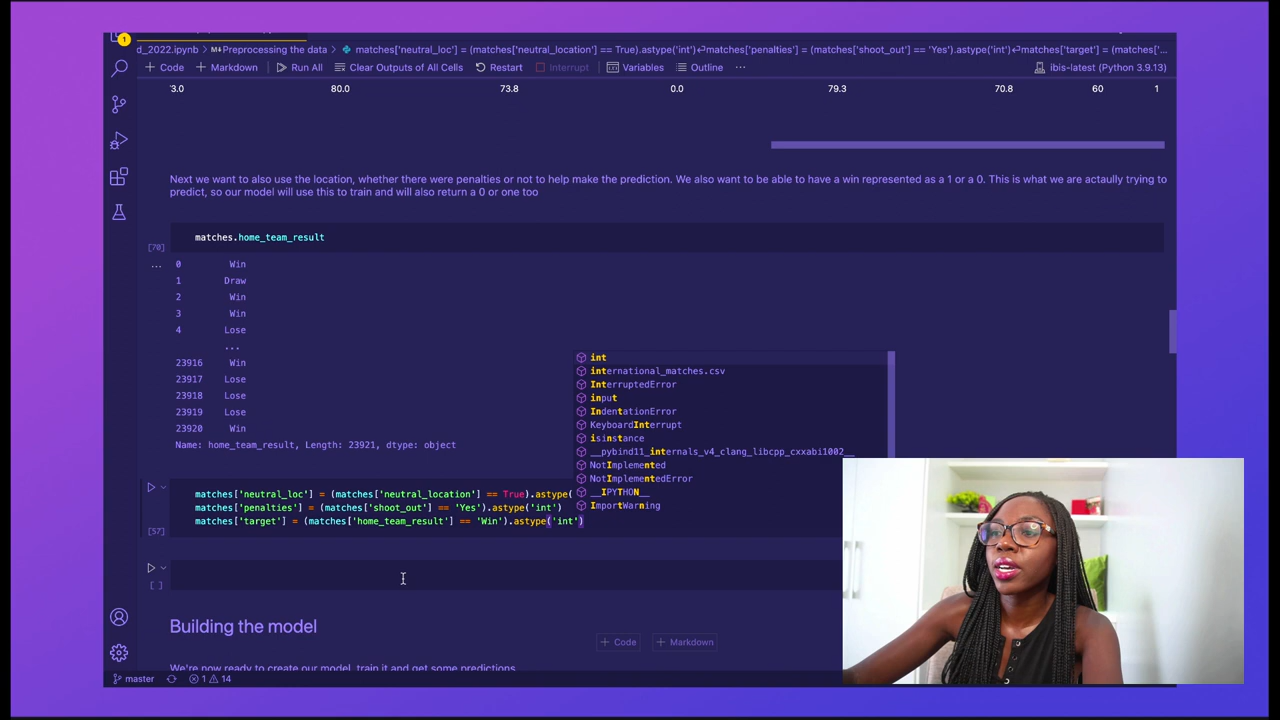 1
d_2022.ipynb > M↓Preprocessing the data > matches['neutral_loc'] = (matches['neutral_location'] == True).astype('int')↵matches['penalties'] = (matches['shoot_out'] == 'Yes').astype('int')↵matches['target'] = (matches['...
+ Code + Markdown Run All Clear Outputs of All Cells Restart Interrupt Variables Outline ... ibis-latest (Python 3.9.13)
3.0 80.0 73.8 0.0 79.3 70.8 60 1
Next we want to also use the location, whether there were penalties or not to help make the prediction. We also want to be able to have a win represented as a 1 or a 0. This is what we are actaully trying to
predict, so our model will use this to train and will also return a 0 or one too
matches.home_team_result
[70]
... 0 Win
1 Draw
2 Win
3 Win
4 Lose
...
23916 Win
23917 Lose
23918 Lose
23919 Lose
23920 Win
Name: home_team_result, Length: 23921, dtype: object
int
international_matches.csv
InterruptedError
input
IndentationError
KeyboardInterrupt
isinstance
__pybind11_internals_v4_clang_libcpp_cxxabi1002__
NotImplemented
NotImplementedError
__IPYTHON__
ImportWarning
matches['neutral_loc'] = (matches['neutral_location'] == True).astype(
matches['penalties'] = (matches['shoot_out'] == 'Yes').astype('int')
matches['target'] = (matches['home_team_result'] == 'Win').astype('int')
[57]
[ ]
Building the model
+ Code + Markdown
We're now ready to create our model, train it and get some predictions
master 1 14